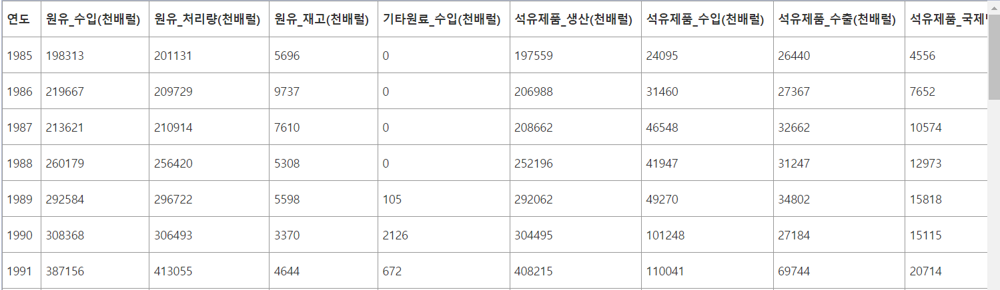 연도 원유_수입(천배럴) 원유_처리량(천배럴) 원유_재고(천배럴) 기타원료_수입(천배럴) 석유제품_생산(천배럴) 석유제품_수입(천배럴) 석유제품_수출(천배럴) 석유제품_국제
1985 198313 201131 5696 0 197559 24095 26440 4556
1986 219667 209729 9737 0 206988 31460 27367 7652
1987 213621 210914 7610 0 208662 46548 32662 10574
1988 260179 256420 5308 0 252196 41947 31247 12973
1989 292584 296722 5598 105 292062 49270 34802 15818
1990 308368 306493 3370 2126 304495 101248 27184 15115
1991 387156 413055 4644 672 408215 110041 69744 20714